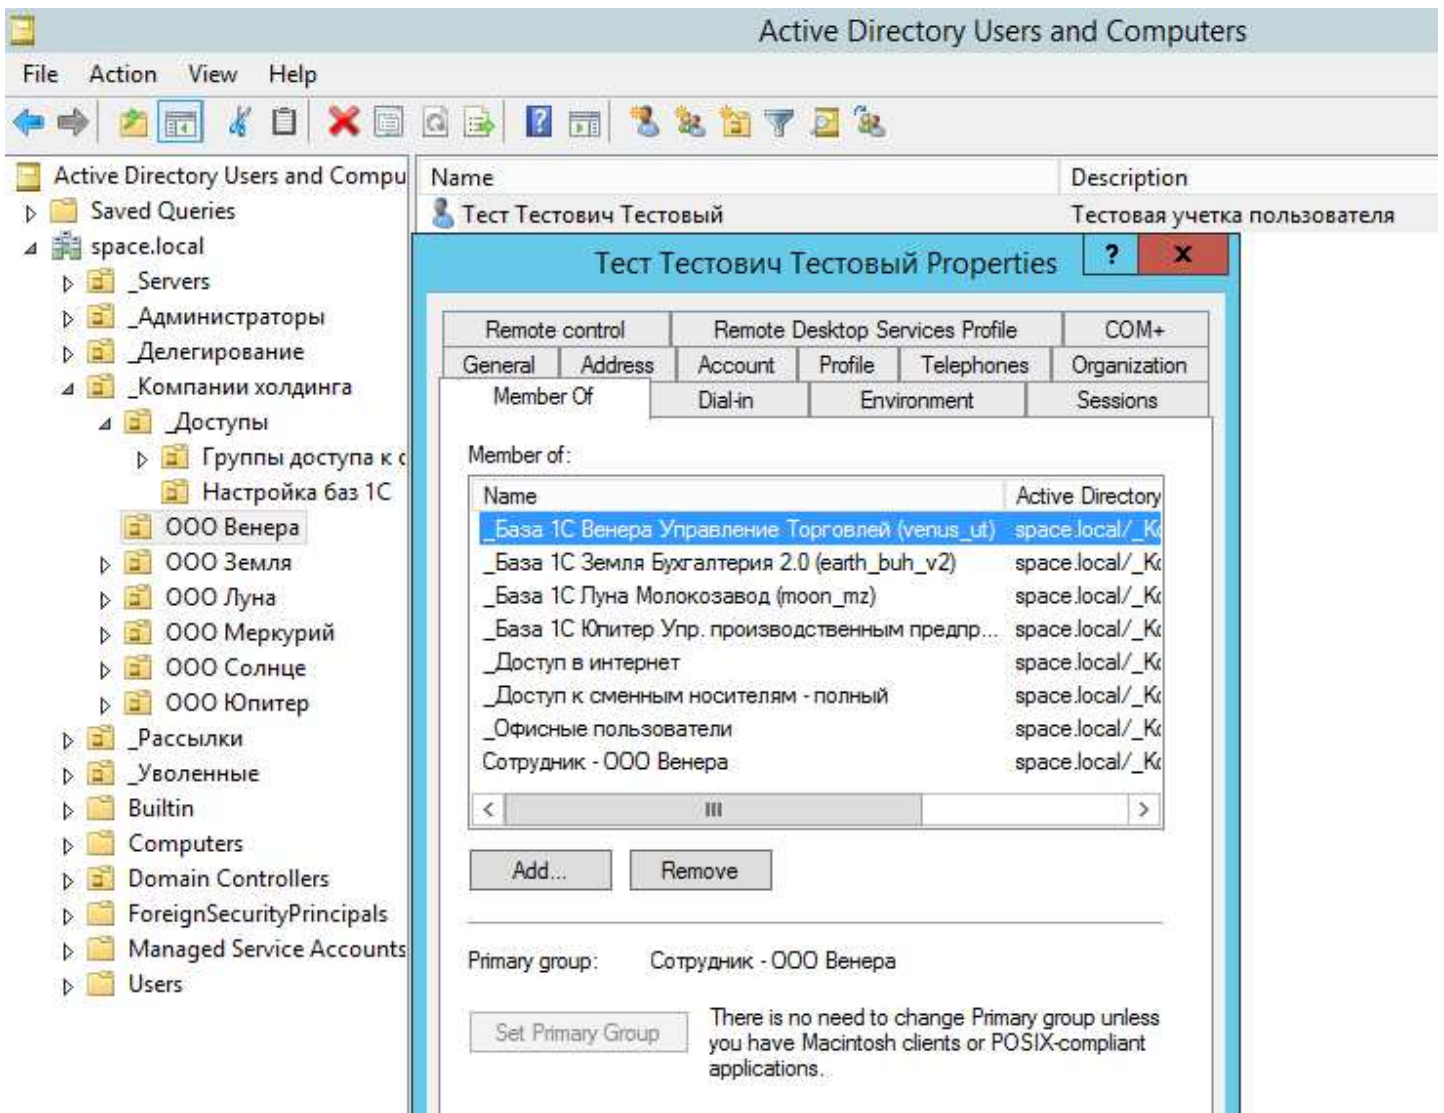 Active Directory Users and Computers
File Action View Help
Active Directory Users and Compu
Saved Queries
space.local
_Servers
_Администраторы
_Делегирование
_Компании холдинга
_Доступы
Группы доступа к с
Настройка баз 1С
ООО Венера
ООО Земля
ООО Луна
ООО Меркурий
ООО Солнце
ООО Юпитер
_Рассылки
_Уволенные
Builtin
Computers
Domain Controllers
ForeignSecurityPrincipals
Managed Service Accounts
Users
Name Description
Тест Тестович Тестовый Тестовая учетка пользователя
Тест Тестович Тестовый Properties ? x
Remote control Remote Desktop Services Profile COM+
General Address Account Profile Telephones Organization
Member Of Dial-in Environment Sessions
Member of:
Name Active Directory
_База 1С Венера Управление Торговлей (venus_ut) space.local/_Ко
_База 1С Земля Бухгалтерия 2.0 (earth_buh_v2) space.local/_Ко
_База 1С Луна Молокозавод (moon_mz) space.local/_Ко
_База 1С Юпитер Упр. производственным предпр... space.local/_Ко
_Доступ в интернет space.local/_Ко
_Доступ к сменным носителям - полный space.local/_Ко
_Офисные пользователи space.local/_Ко
Сотрудник - ООО Венера space.local/_Ко
Add... Remove
Primary group: Сотрудник - ООО Венера
Set Primary Group
There is no need to change Primary group unless
you have Macintosh clients or POSIX-compliant
applications.